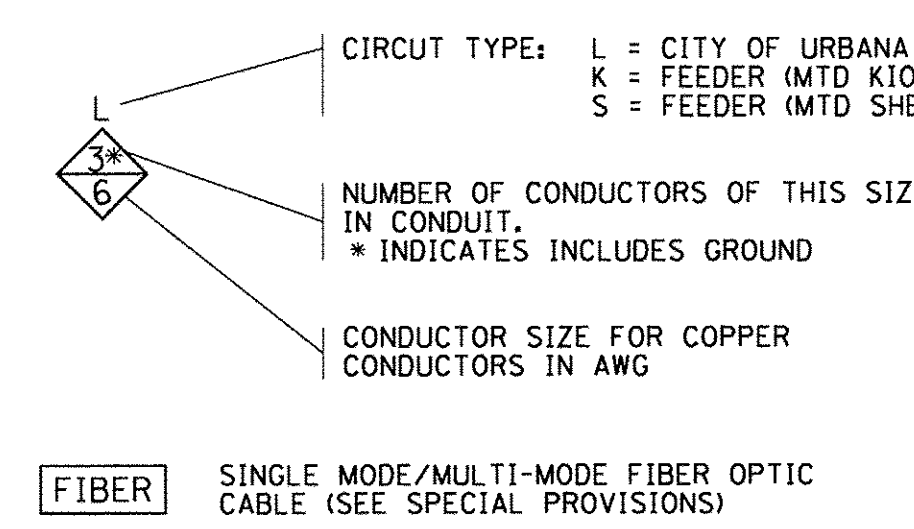 CIRCUT TYPE: L = CITY OF URBANA
K = FEEDER (MTD
S = FEEDER (MTD
L
3*
6
NUMBER OF CONDUCTORS OF THIS
IN CONDUIT.
* INDICATES INCLUDES GROUND
CONDUCTOR SIZE FOR COPPER
CONDUCTORS IN AWG
FIBER
SINGLE MODE/MULTI-MODE FIBER OPTIC
CABLE (SEE SPECIAL PROVISIONS)